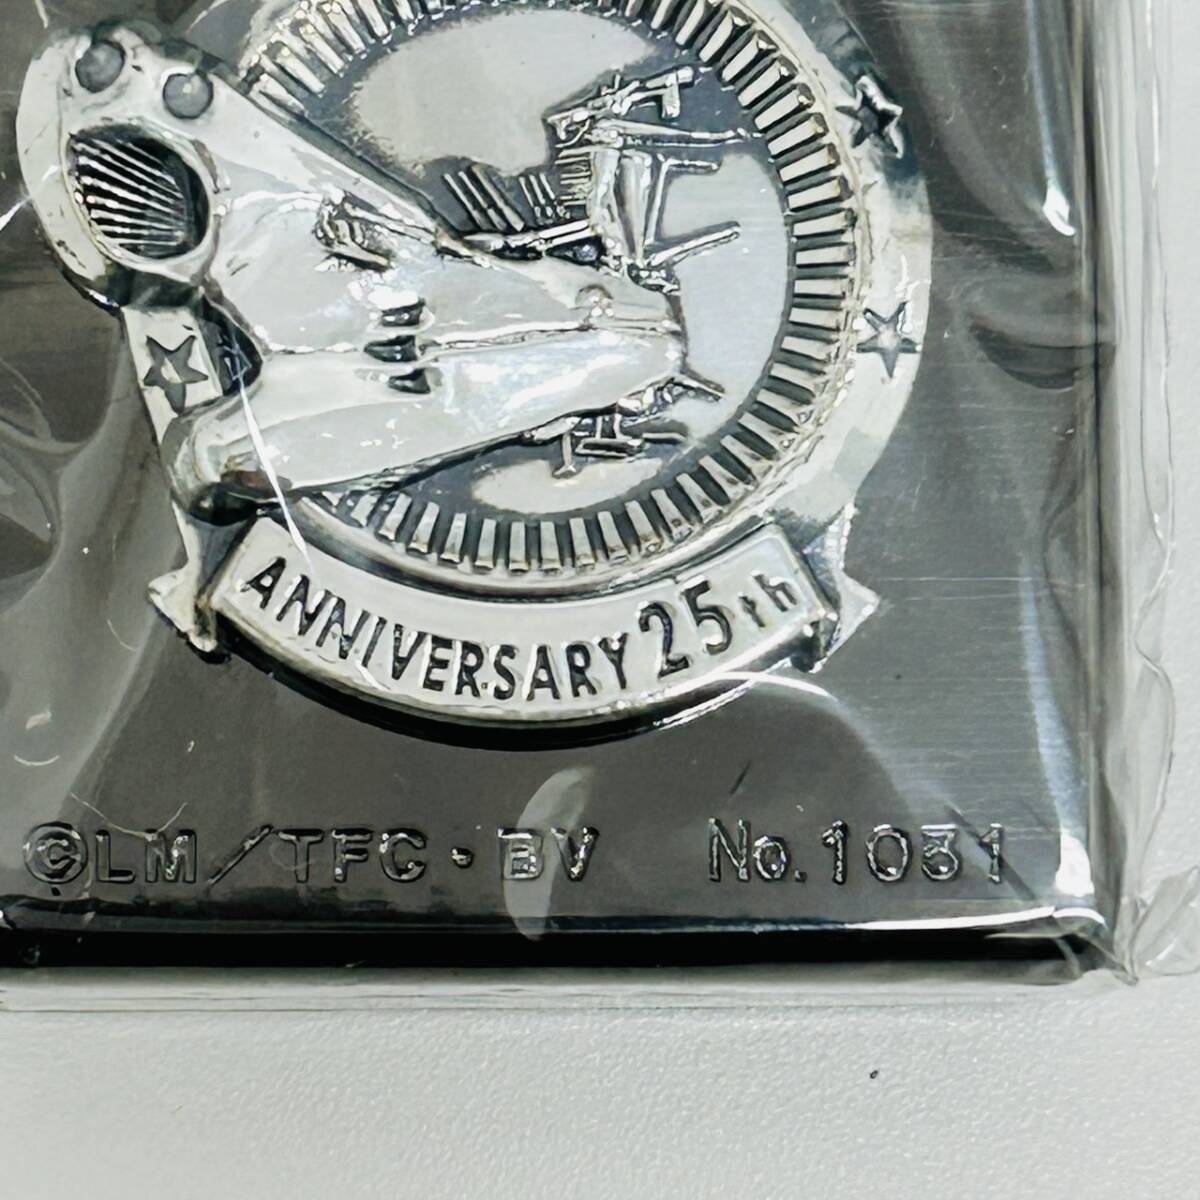 ANNIVERSARY 25th
©LM/TFC・BV No.1031